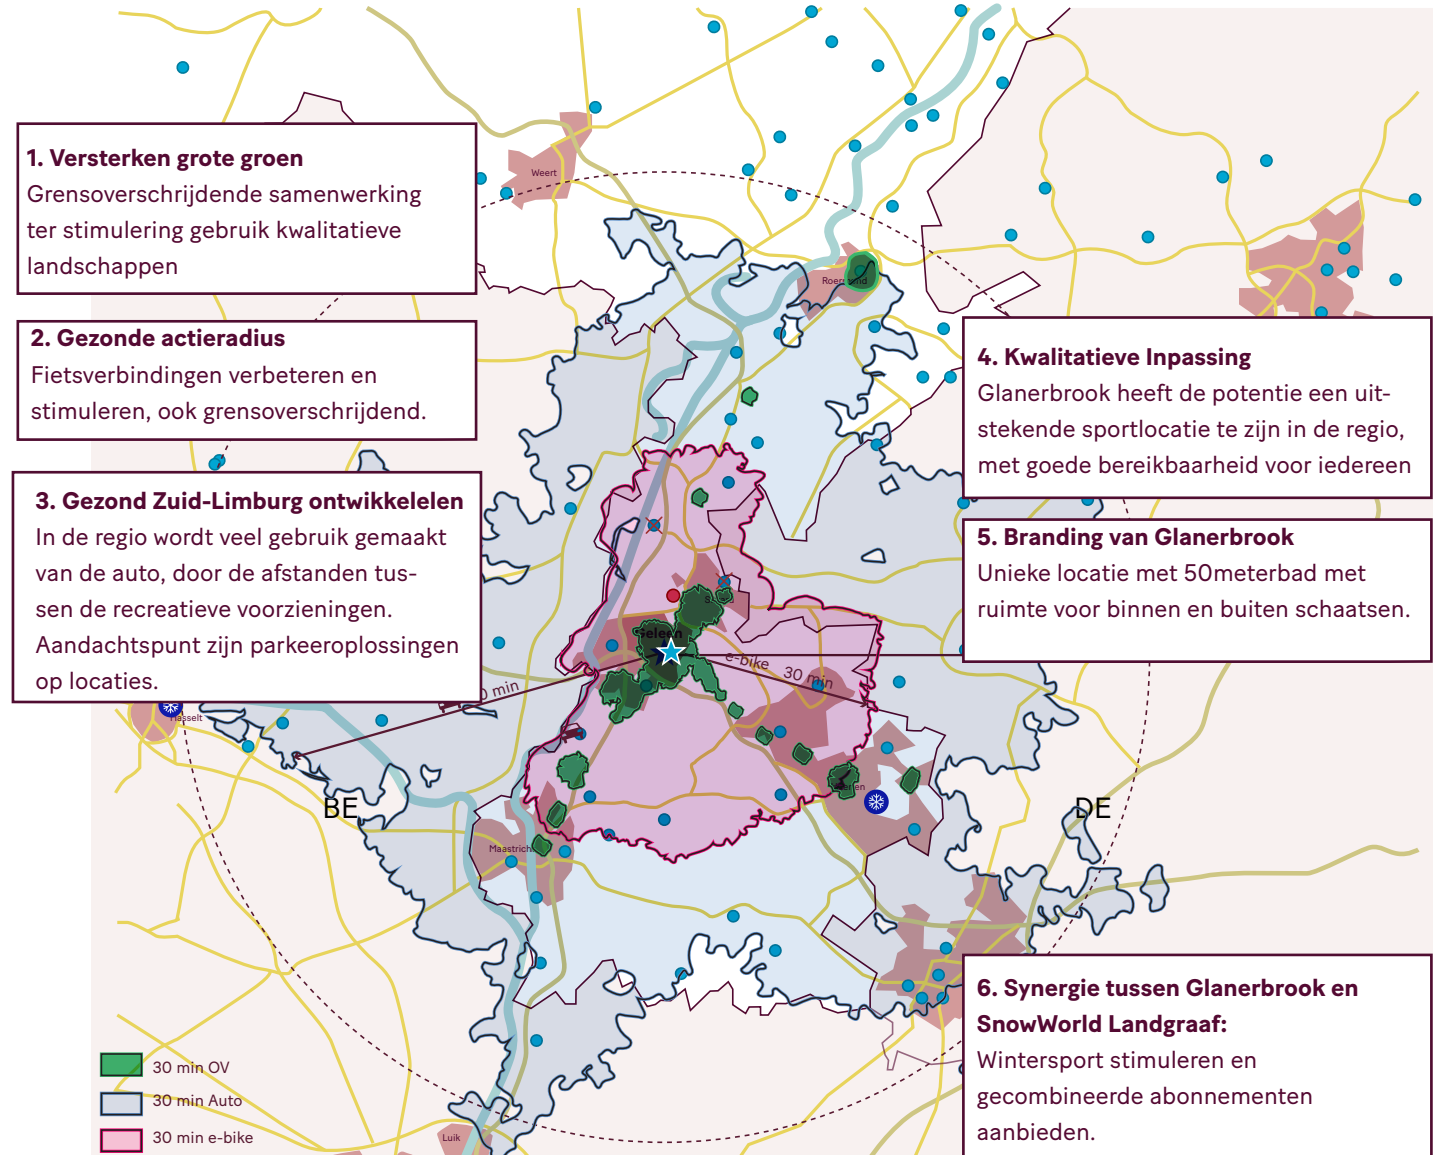 1. Versterken grote groen
Grensoverschrijdende samenwerking
ter stimulering gebruik kwalitatieve
landschappen
2. Gezonde actieradius
Fietsverbindingen verbeteren en
stimuleren, ook grensoverschrijdend.
3. Gezond Zuid-Limburg ontwikkelelen
In de regio wordt veel gebruik gemaakt
van de auto, door de afstanden tus-
sen de recreatieve voorzieningen.
Aandachtspunt zijn parkeeroplossingen
op locaties.
4. Kwalitatieve Inpassing
Glanerbrook heeft de potentie een uit-
stekende sportlocatie te zijn in de regio,
met goede bereikbaarheid voor iedereen
5. Branding van Glanerbrook
Unieke locatie met 50meterbad met
ruimte voor binnen en buiten schaatsen.
6. Synergie tussen Glanerbrook en
SnowWorld Landgraaf:
Wintersport stimuleren en
gecombineerde abonnementen
aanbieden.
Weert
Roermond
Geleen
e-bike 30 min
0 min
Hasselt
BE
DE
Heerlen
Maastricht
Luik
30 min OV
30 min Auto
30 min e-bike